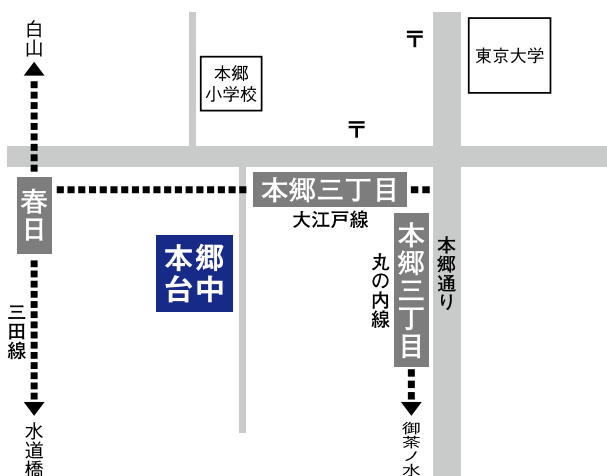 白山
〒
東京大学
本郷
小学校
〒
春日
本郷三丁目
大江戸線
本郷三丁目
丸の内線
本郷通り
本郷
台中
三田線
水道橋
御茶ノ水